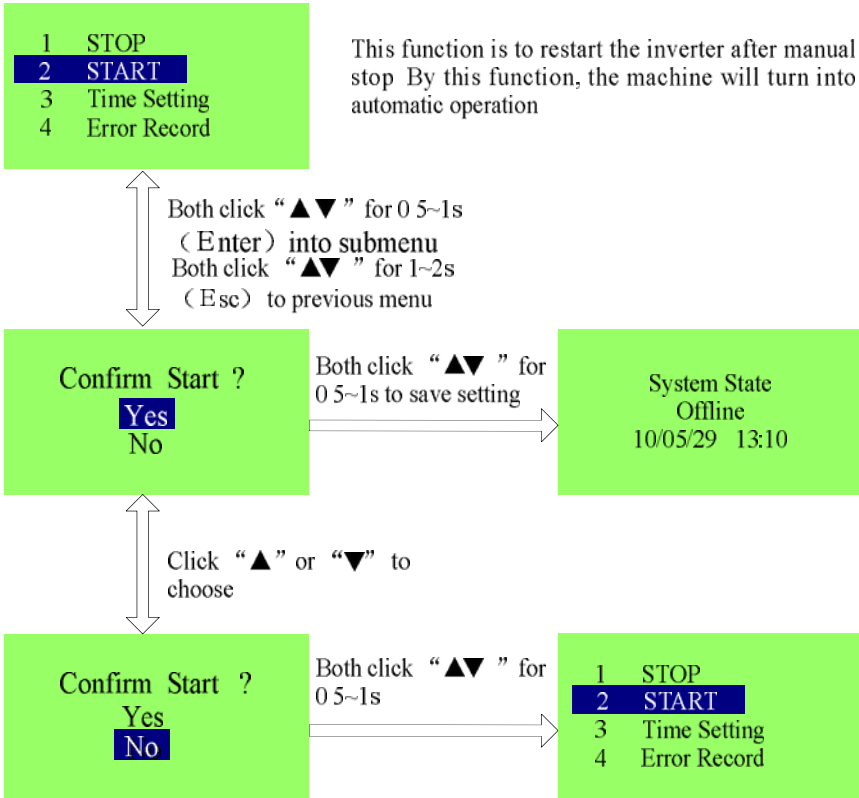 1 STOP
2 START
3 Time Setting
4 Error Record
This function is to restart the inverter after manual
stop By this function, the machine will turn into
automatic operation
Both click “▲▼ ” for 0 5~1s
（Enter）into submenu
Both click “▲▼ ” for 1~2s
（Esc） to previous menu
Confirm Start ?
Yes
No
Both click “▲▼ ” for
0 5~1s to save setting
System State
Offline
10/05/29 13:10
Click “▲” or “▼” to
choose
Confirm Start ?
Yes
No
Both click “▲▼ ” for
0 5~1s
1 STOP
2 START
3 Time Setting
4 Error Record